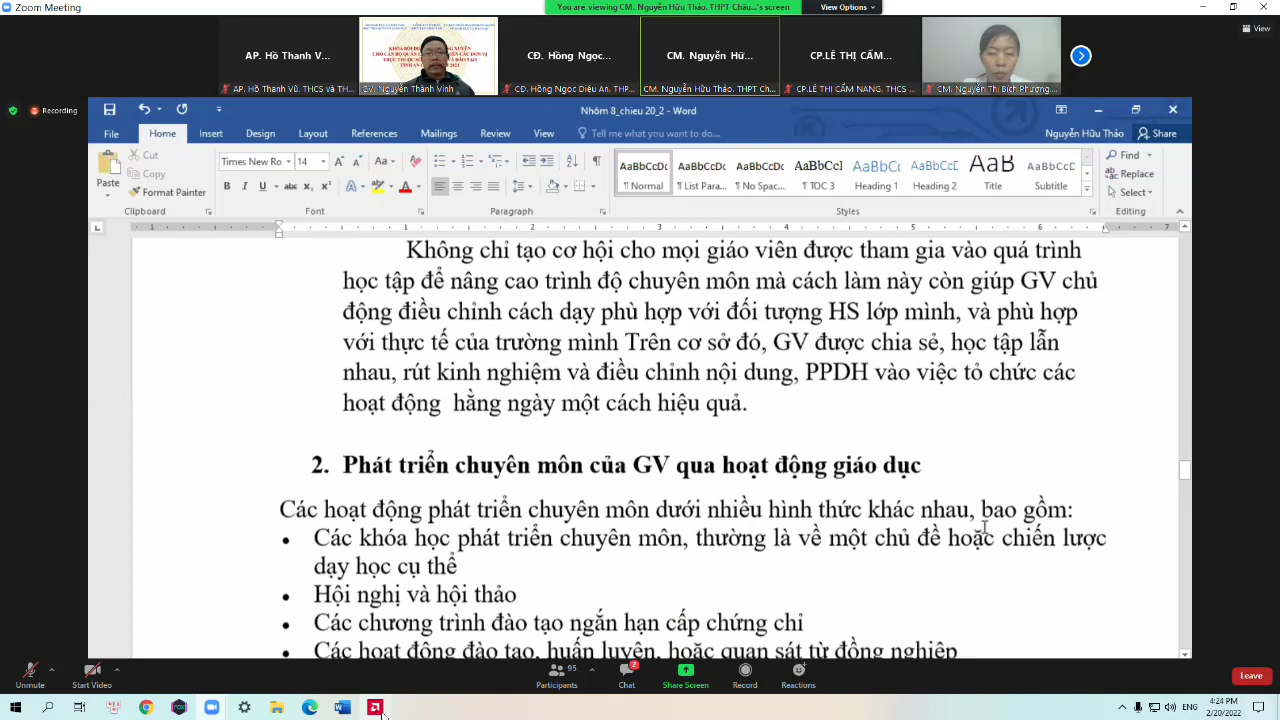 Zoom Meeting
You are viewing CM. Nguyễn Hữu Thảo, THPT Châu...'s screen
View Options
View
AP. Hồ Thanh V...
CĐ. Hồng Ngọc...
CM. Nguyễn Hữ...
CP.LÊ THỊ CẨM...
AP. Hồ Thanh Vũ. THCS và TH...
GV. Nguyễn Thành Vinh
CĐ. Hồng Ngọc Diệu An, THPT...
CM. Nguyễn Hữu Thảo, THPT Ch...
CP.LÊ THỊ CẨM NANG. THCS ...
CM. Nguyễn Thị Bích Phượng...
Recording
Nhóm 8_chieu 20_2 - Word
File Home Insert Design Layout References Mailings Review View Tell me what you want to do... Nguyễn Hữu Thảo Share
Cut
Copy
Format Painter
Paste
Times New Ro 14
AaBbCcDc AaBbCcDc AaBbCcDc AaBbCcI AaBbC AaBbCcD AaB AaBbCcD
¶ Normal ¶ List Para... ¶ No Spac... ¶ TOC 3 Heading 1 Heading 2 Title Subtitle
Find
Replace
Select
Clipboard Font Paragraph Styles Editing
Không chỉ tạo cơ hội cho mọi giáo viên được tham gia vào quá trình
học tập để nâng cao trình độ chuyên môn mà cách làm này còn giúp GV chủ
động điều chỉnh cách dạy phù hợp với đối tượng HS lớp mình, và phù hợp
với thực tế của trường mình Trên cơ sở đó, GV được chia sẻ, học tập lẫn
nhau, rút kinh nghiệm và điều chỉnh nội dung, PPDH vào việc tỏ chức các
hoạt động hằng ngày một cách hiệu quả.
2. Phát triển chuyên môn của GV qua hoạt động giáo dục
Các hoạt động phát triển chuyên môn dưới nhiều hình thức khác nhau, bao gồm:
• Các khóa học phát triển chuyên môn, thường là về một chủ đề hoặc chiến lược
dạy học cụ thể
• Hội nghị và hội thảo
• Các chương trình đào tạo ngắn hạn cấp chứng chỉ
• Các hoạt động đào tạo, huấn luyện, hoặc quan sát từ đồng nghiệp
Unmute
Start Video
95
Participants
2
Chat
Share Screen
Record
Reactions
Leave
ENG
4:24 PM
2/20/2022